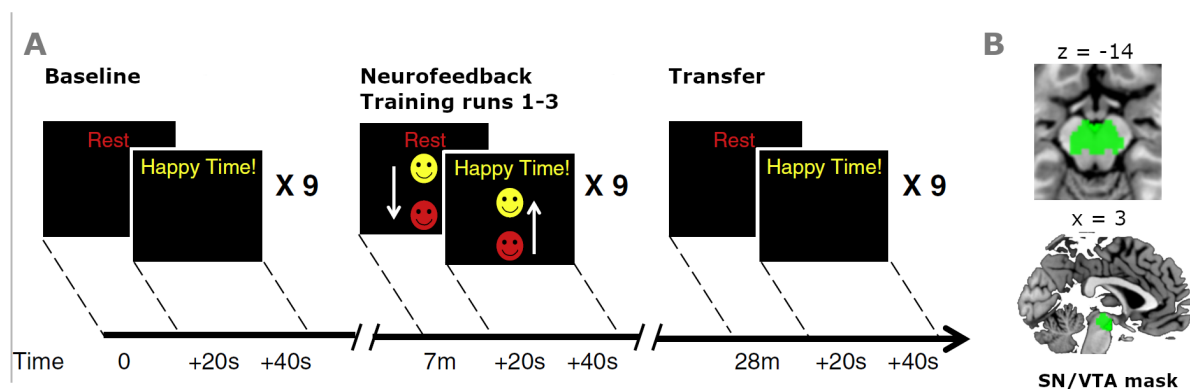 A
Baseline
Rest
Happy Time!
X 9
Neurofeedback
Training runs 1-3
Rest
Happy Time!
X 9
Transfer
Rest
Happy Time!
X 9
Time 0 +20s +40s 7m +20s +40s 28m +20s +40s
B
z = -14
x = 3
SN/VTA mask